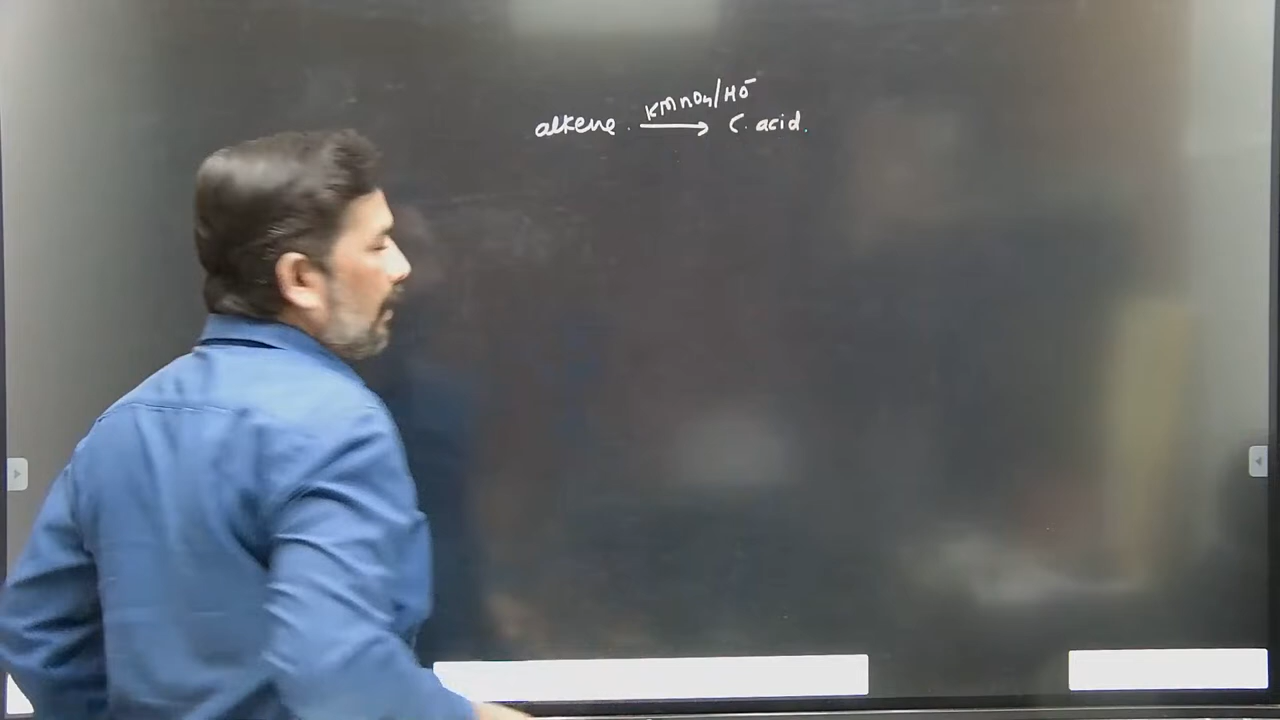 KMnO4/HO⁻
alkene. → C. acid.